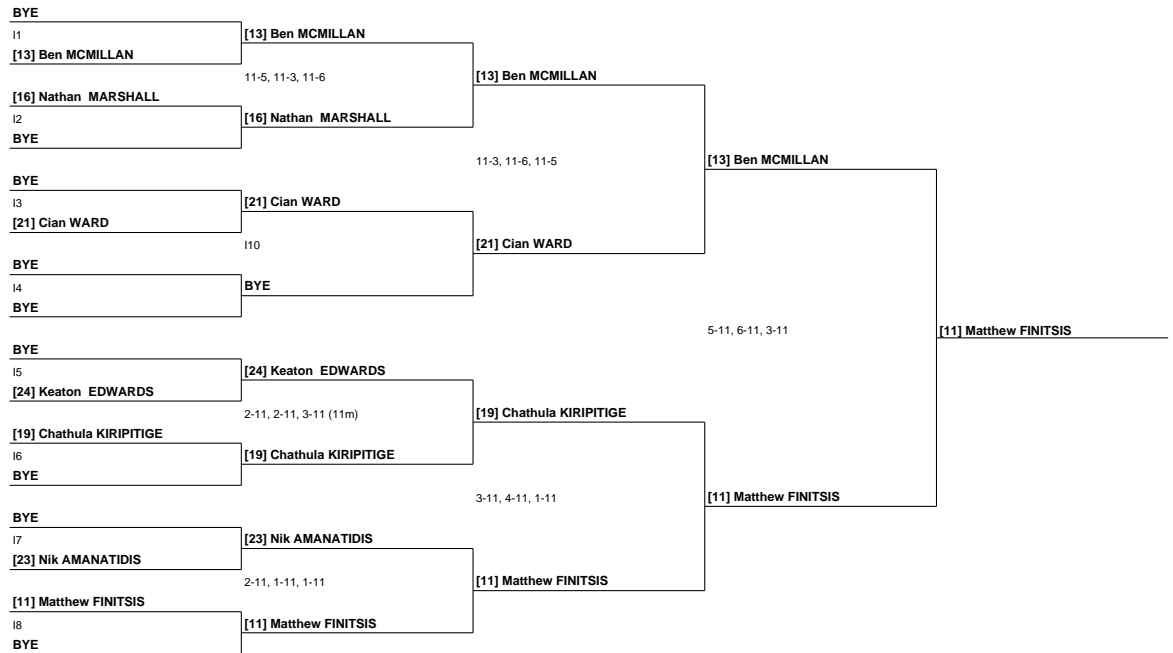 BYE
I1
[13] Ben MCMILLAN
[16] Nathan MARSHALL
I2
BYE
BYE
I3
[21] Cian WARD
BYE
I4
BYE
BYE
I5
[24] Keaton EDWARDS
[19] Chathula KIRIPITIGE
I6
BYE
BYE
I7
[23] Nik AMANATIDIS
[11] Matthew FINITSIS
I8
BYE
[13] Ben MCMILLAN
11-5, 11-3, 11-6
[16] Nathan MARSHALL
[21] Cian WARD
I10
BYE
[24] Keaton EDWARDS
2-11, 2-11, 3-11 (11m)
[19] Chathula KIRIPITIGE
[23] Nik AMANATIDIS
2-11, 1-11, 1-11
[11] Matthew FINITSIS
[13] Ben MCMILLAN
11-3, 11-6, 11-5
[21] Cian WARD
[19] Chathula KIRIPITIGE
3-11, 4-11, 1-11
[11] Matthew FINITSIS
[13] Ben MCMILLAN
5-11, 6-11, 3-11
[11] Matthew FINITSIS
[11] Matthew FINITSIS